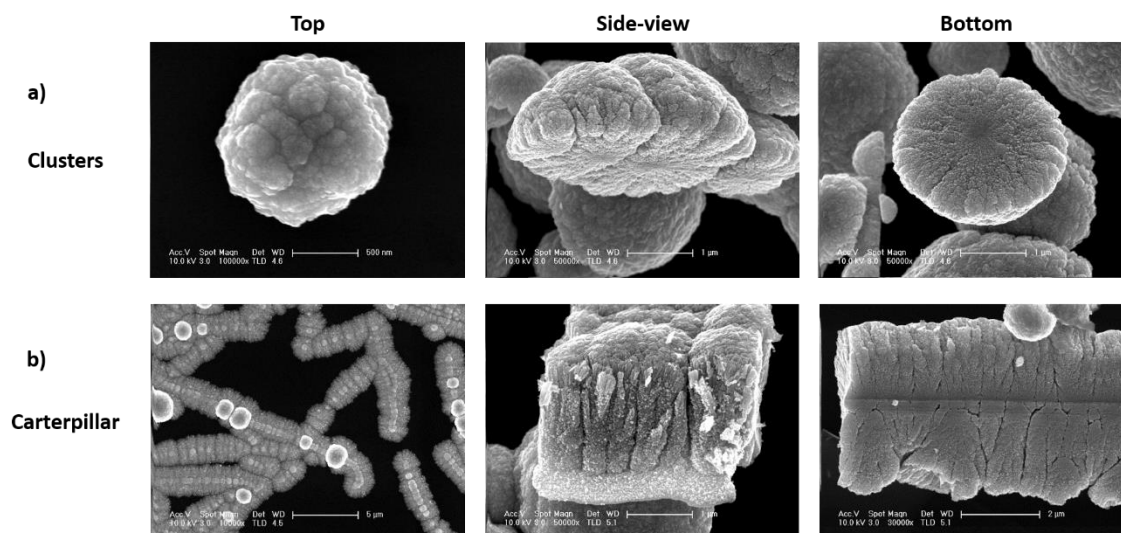 Top Side-view Bottom
a)
Clusters
Acc.V Spot Magn Det WD 500 nm
10.0 kV 3.0 100000x TLD 4.6
Acc.V Spot Magn Det WD 1 µm
10.0 kV 3.0 50000x TLD 4.6
Acc.V Spot Magn Det WD 1 µm
10.0 kV 3.0 50000x TLD 4.6
b)
Carterpillar
Acc.V Spot Magn Det WD 5 µm
10.0 kV 3.0 10000x TLD 4.5
Acc.V Spot Magn Det WD 1 µm
10.0 kV 3.0 50000x TLD 5.1
Acc.V Spot Magn Det WD 2 µm
10.0 kV 3.0 30000x TLD 5.1